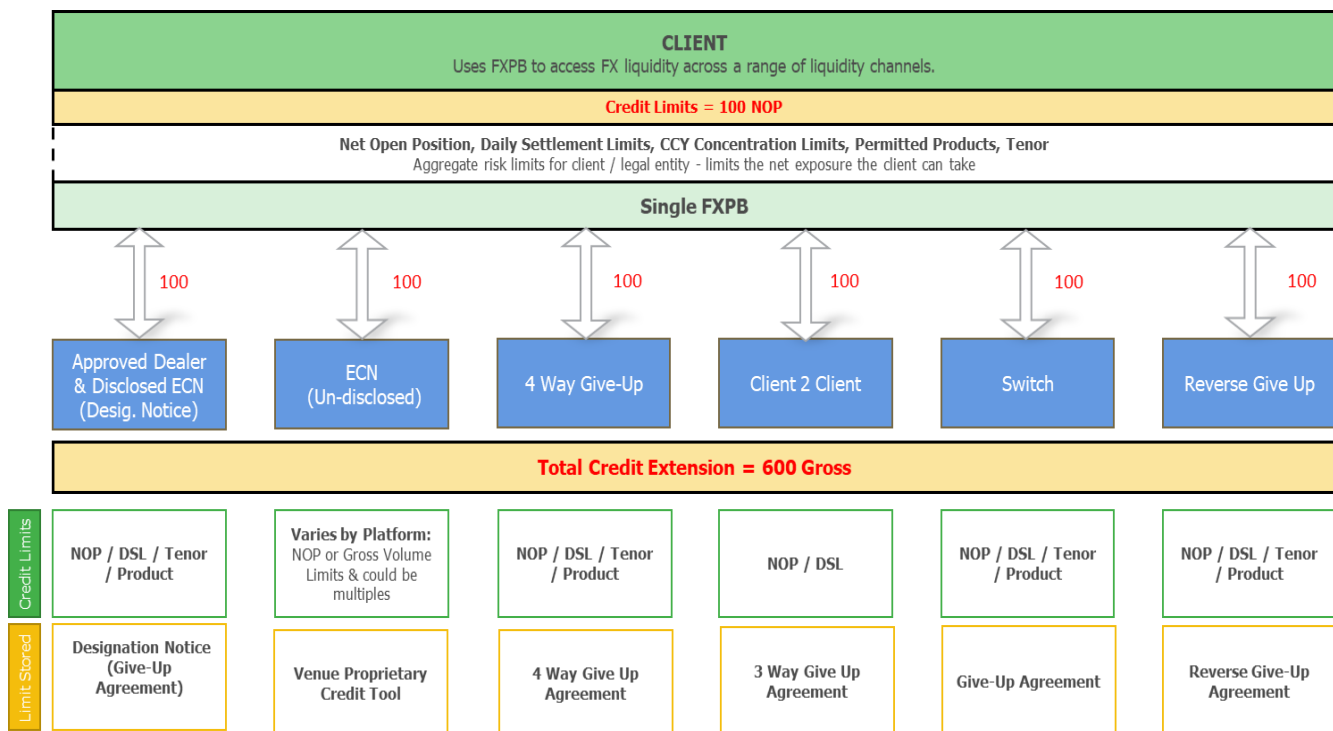 CLIENT
Uses FXPB to access FX liquidity across a range of liquidity channels.
Credit Limits = 100 NOP
Net Open Position, Daily Settlement Limits, CCY Concentration Limits, Permitted Products, Tenor
Aggregate risk limits for client / legal entity - limits the net exposure the client can take
Single FXPB
100
100
100
100
100
100
Approved Dealer
& Disclosed ECN
(Desig. Notice)
ECN
(Un-disclosed)
4 Way Give-Up
Client 2 Client
Switch
Reverse Give Up
Total Credit Extension = 600 Gross
Credit Limits
NOP / DSL / Tenor
/ Product
Varies by Platform:
NOP or Gross Volume
Limits & could be
multiples
NOP / DSL / Tenor
/ Product
NOP / DSL
NOP / DSL / Tenor
/ Product
NOP / DSL / Tenor
/ Product
Limit Stored
Designation Notice
(Give-Up
Agreement)
Venue Proprietary
Credit Tool
4 Way Give Up
Agreement
3 Way Give Up
Agreement
Give-Up Agreement
Reverse Give-Up
Agreement